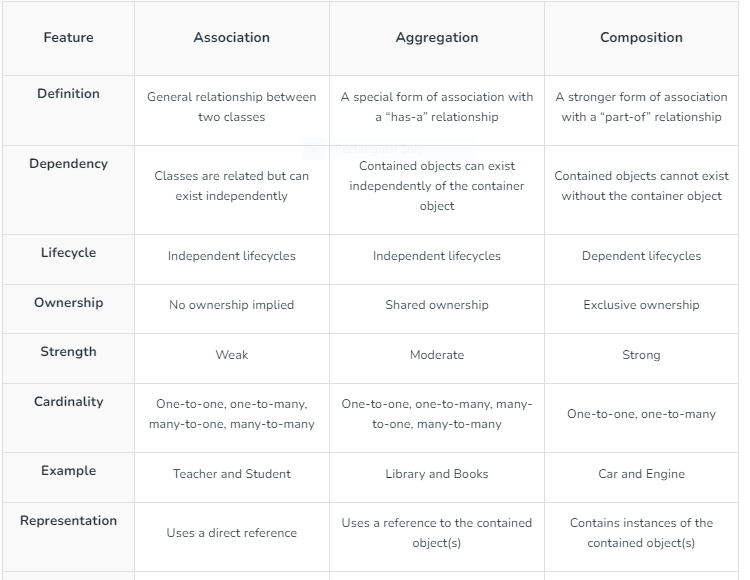 Feature Association Aggregation Composition
Definition
General relationship between
two classes
A special form of association with
a “has-a” relationship
A stronger form of association
with a “part-of” relationship
Dependency
Classes are related but can
exist independently
Contained objects can exist
independently of the container
object
Contained objects cannot exist
without the container object
Lifecycle Independent lifecycles Independent lifecycles Dependent lifecycles
Ownership No ownership implied Shared ownership Exclusive ownership
Strength Weak Moderate Strong
Cardinality
One-to-one, one-to-many,
many-to-one, many-to-many
One-to-one, one-to-many, many-
to-one, many-to-many
One-to-one, one-to-many
Example Teacher and Student Library and Books Car and Engine
Representation
Uses a direct reference
Uses a reference to the contained
object(s)
Contains instances of the
contained object(s)